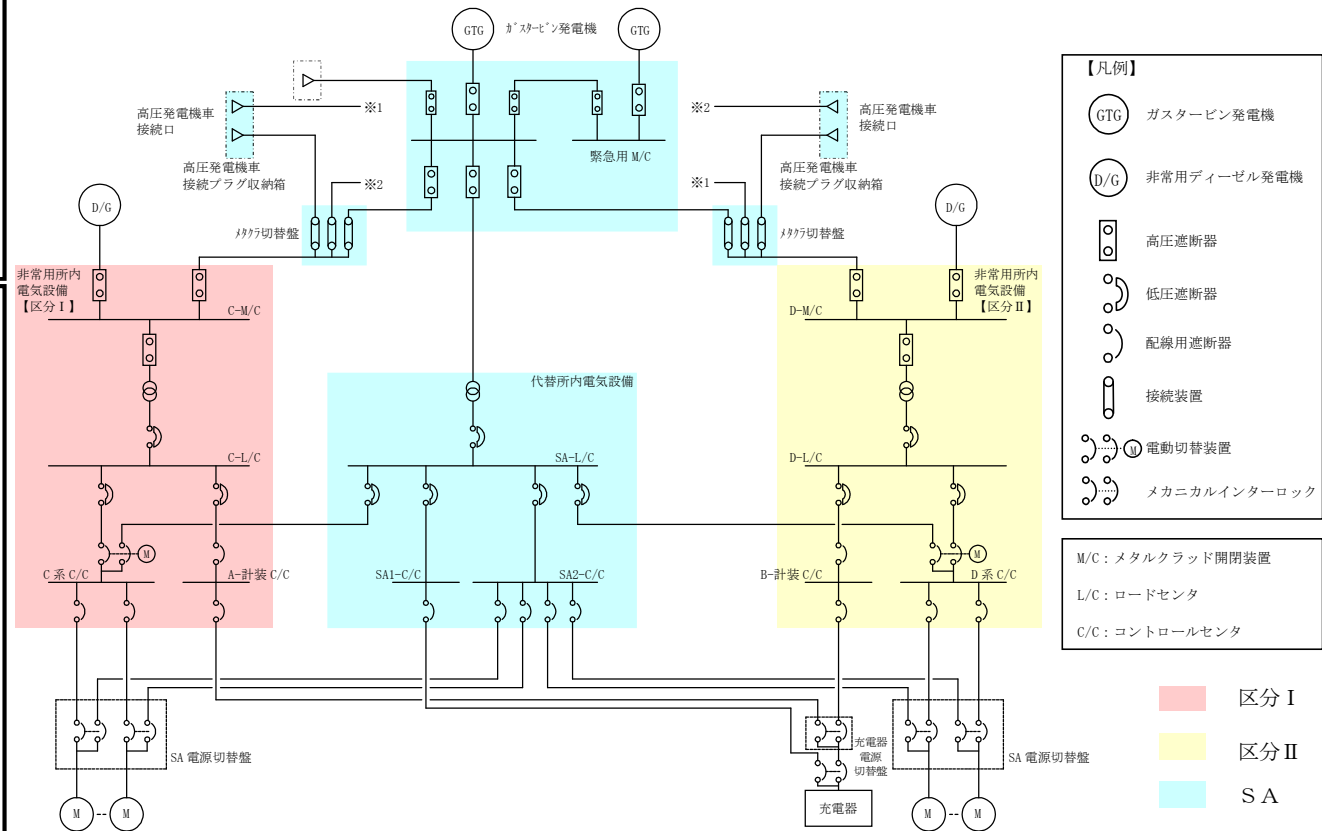 GTG
ガスタービン発電機
GTG
※1
高圧発電機車
接続口
高圧発電機車
接続プラグ収納箱
※2
緊急用 M/C
※2
高圧発電機車
接続口
高圧発電機車
接続プラグ収納箱
※1
D/G
メタクラ切替盤
メタクラ切替盤
D/G
非常用所内
電気設備
【区分Ⅰ】
C-M/C
D-M/C
非常用所内
電気設備
【区分Ⅱ】
代替所内電気設備
C-L/C
SA-L/C
D-L/C
M
M
C 系 C/C
A-計装 C/C
SA1-C/C
SA2-C/C
B-計装 C/C
D 系 C/C
SA 電源切替盤
充電器
電源
切替盤
SA 電源切替盤
M
M
充電器
M
M
【凡例】
GTG
ガスタービン発電機
D/G
非常用ディーゼル発電機
高圧遮断器
低圧遮断器
配線用遮断器
接続装置
M
電動切替装置
メカニカルインターロック
M/C：メタルクラッド開閉装置
L/C：ロードセンタ
C/C：コントロールセンタ
区分Ⅰ
区分Ⅱ
ＳＡ